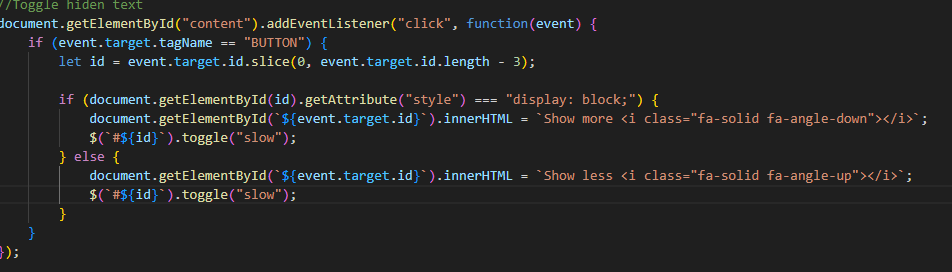 //Toggle hiden text
document.getElementById("content").addEventListener("click", function(event) {
if (event.target.tagName == "BUTTON") {
let id = event.target.id.slice(0, event.target.id.length - 3);
if (document.getElementById(id).getAttribute("style") === "display: block;") {
document.getElementById(`${event.target.id}`).innerHTML = `Show more <i class="fa-solid fa-angle-down"></i>`;
$(`#${id}`).toggle("slow");
} else {
document.getElementById(`${event.target.id}`).innerHTML = `Show less <i class="fa-solid fa-angle-up"></i>`;
$(`#${id}`).toggle("slow");
}
}
});